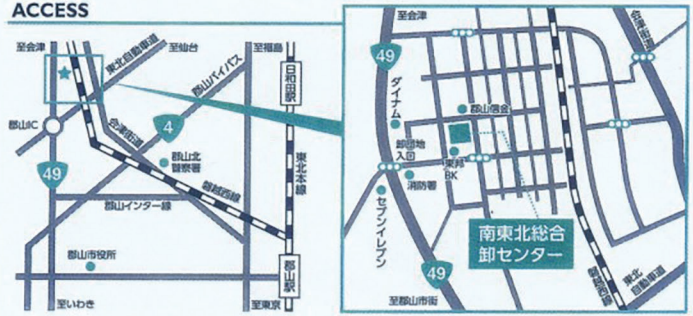 ACCESS
至会津
東北自動車道
至仙台
至福島
郡山バイパス
日和田駅
郡山IC
会津街道
4
49
郡山北
警察署
磐越西線
東北本線
郡山インター線
郡山市役所
郡山駅
至いわき
至東京
至会津
会津街道
49
ダイナム
郡山信金
卸団地
入口
東邦
BK
消防署
セブンイレブン
南東北総合
卸センター
49
磐越西線
東北
自動車道
至郡山市街